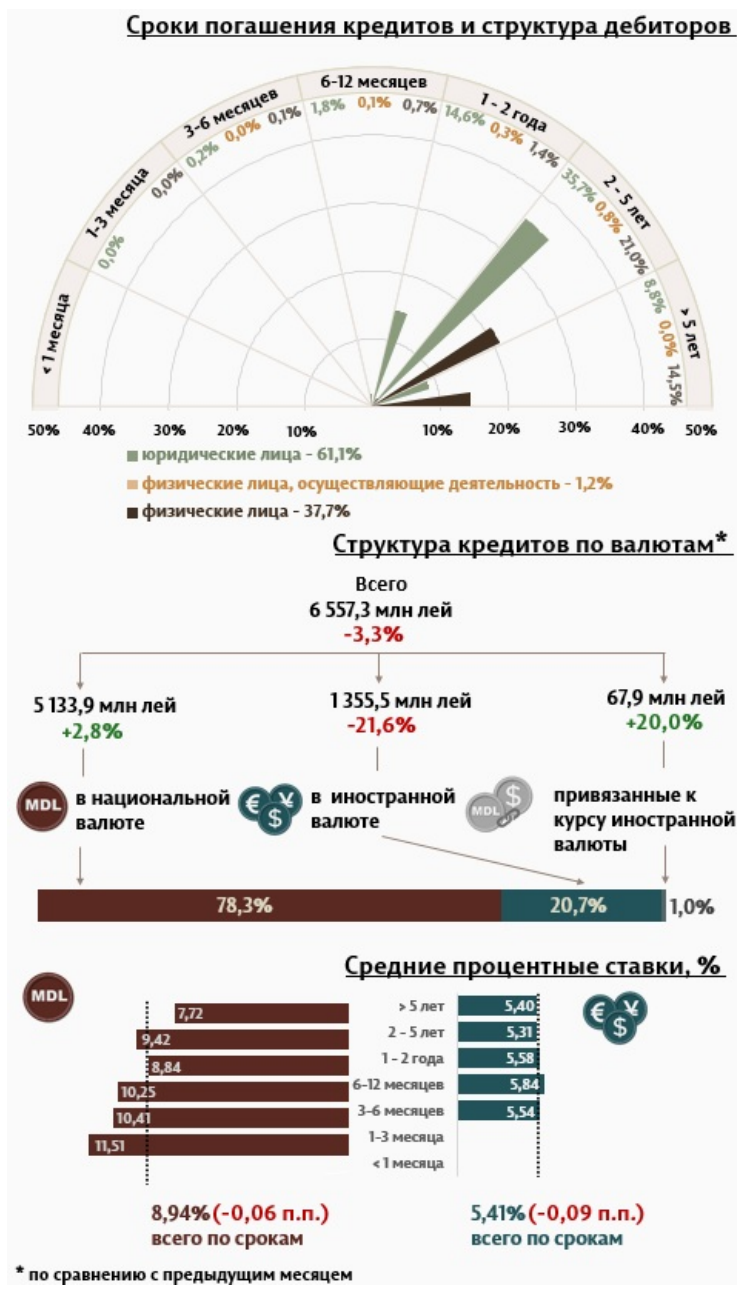 Сроки погашения кредитов и структура дебиторов
< 1 месяца
1-3 месяца
3-6 месяцев
6-12 месяцев
1 - 2 года
2 - 5 лет
> 5 лет
0,0%
0,0%
0,2%
0,0%
0,1%
1,8%
0,1%
0,7%
14,6%
0,3%
1,4%
35,7%
0,8%
21,0%
8,8%
0,0%
14,5%
50% 40% 30% 20% 10% 10% 20% 30% 40% 50%
юридические лица - 61,1%
физические лица, осуществляющие деятельность - 1,2%
физические лица - 37,7%
Структура кредитов по валютам*
Всего
6 557,3 млн лей
-3,3%
5 133,9 млн лей
+2,8%
1 355,5 млн лей
-21,6%
67,9 млн лей
+20,0%
MDL
в национальной
валюте
€ ¥ $
в иностранной
валюте
MDL $
привязанные к
курсу иностранной
валюты
78,3% 20,7% 1,0%
Средние процентные ставки, %
MDL
€ ¥ $
7,72 > 5 лет 5,40
9,42 2 - 5 лет 5,31
8,84 1 - 2 года 5,58
10,25 6-12 месяцев 5,84
10,41 3-6 месяцев 5,54
11,51 1-3 месяца
< 1 месяца
8,94% (-0,06 п.п.)
всего по срокам
5,41% (-0,09 п.п.)
всего по срокам
* по сравнению с предыдущим месяцем